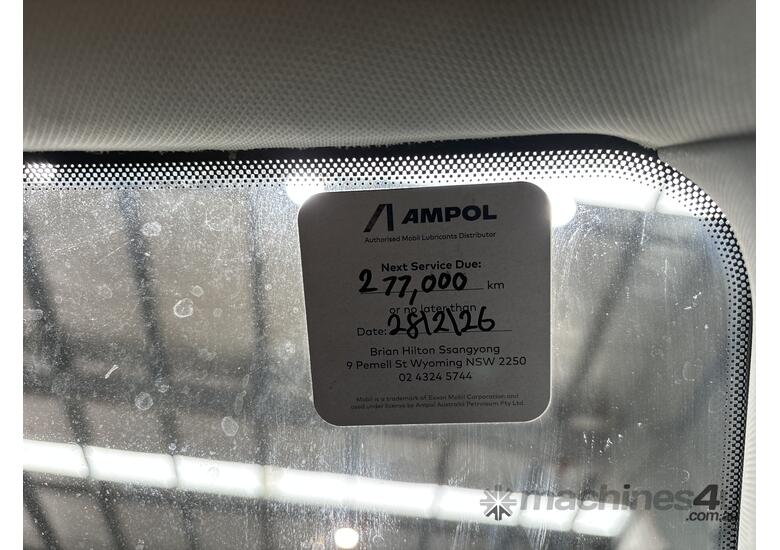 AMPOL
Authorised Mobil Lubricants Distributor
Next Service Due:
277,000 km
or no later than
Date: 28\2\26
Brian Hilton Ssangyong
9 Pemell St Wyoming NSW 2250
02 4324 5744
Mobil is a trademark of Exxon Mobil Corporation and
used under license by Ampol Australia Petroleum Pty Ltd.
machines4
.com.a